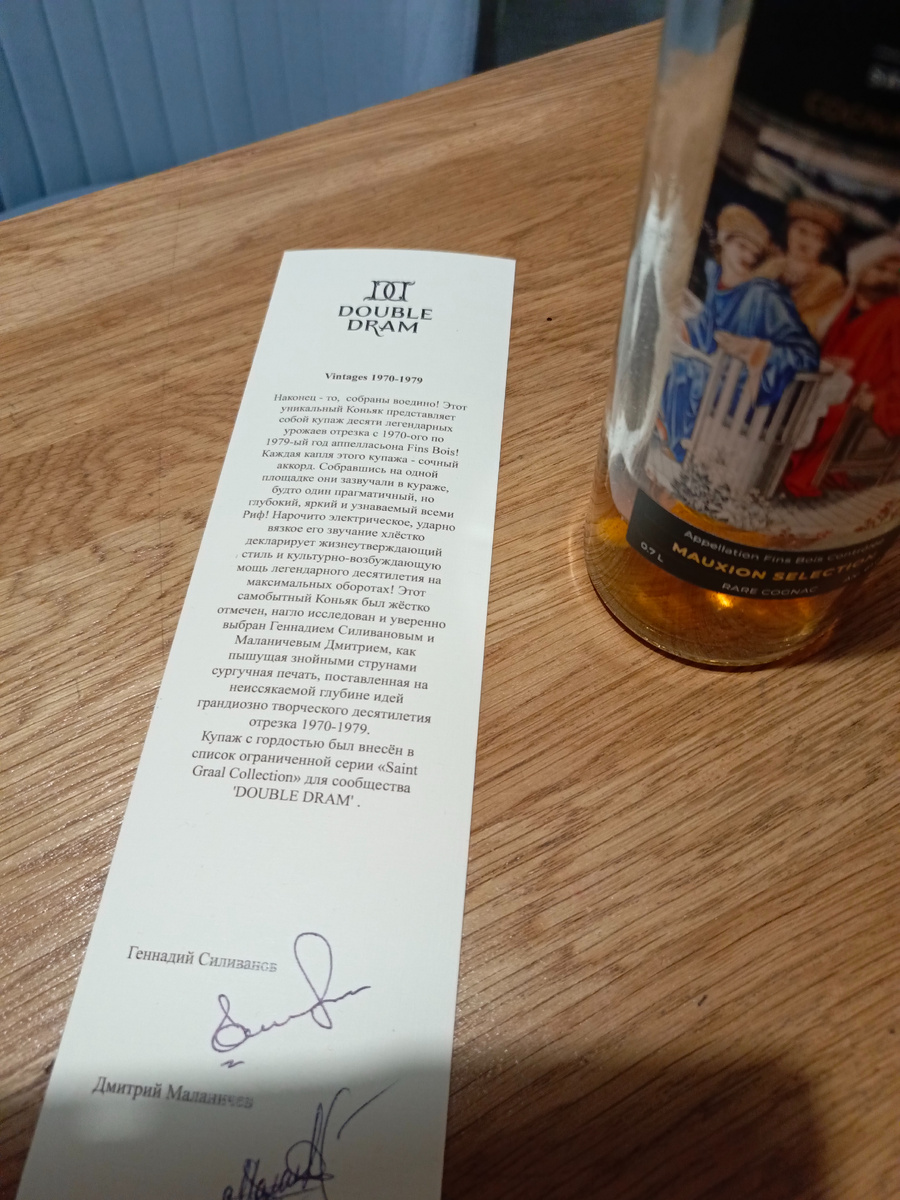 DOUBLE
DRAM
Vintages 1970-1979
Наконец - то, собраны воедино! Этот
уникальный Коньяк представляет
собой купаж десяти легендарных
урожаев отрезка с 1970-ого по
1979-ый год аппелласьона Fins Bois!
Каждая капля этого купажа - сочный
аккорд. Собравшись на одной
площадке они зазвучали в кураже,
будто один прагматичный, но
глубокий, яркий и узнаваемый всеми
Риф! Нарочито электрическое, ударно
вязкое его звучание хлёстко
декларирует жизнеутверждающий
стиль и культурно-возбуждающую
мощь легендарного десятилетия на
максимальных оборотах! Этот
самобытный Коньяк был жёстко
отмечен, нагло исследован и уверенно
выбран Геннадием Силивановым и
Маланичевым Дмитрием, как
пышущая знойными струнами
сургучная печать, поставленная на
неиссякаемой глубине идей
грандиозно творческого десятилетия
отрезка 1970-1979.
Купаж с гордостью был внесён в
список ограниченной серии «Saint
Graal Collection» для сообщества
'DOUBLE DRAM' .
Геннадий Силиванов
Дмитрий Маланичев
Appellation Fins Bois
MAUXION SELECTION
0.7 L
RARE COGNAC